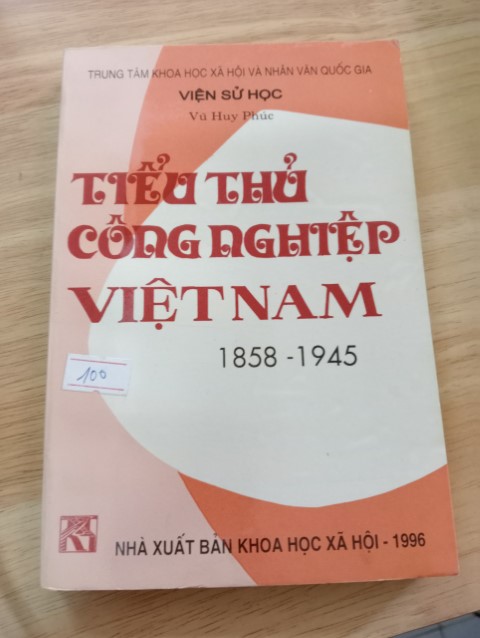 TRUNG TÂM KHOA HỌC XÃ HỘI VÀ NHÂN VĂN QUỐC GIA
VIỆN SỬ HỌC
Vũ Huy Phúc
TIỂU THỦ
CÔNG NGHIỆP
VIỆT NAM
1858 - 1945
100
NHÀ XUẤT BẢN KHOA HỌC XÃ HỘI - 1996